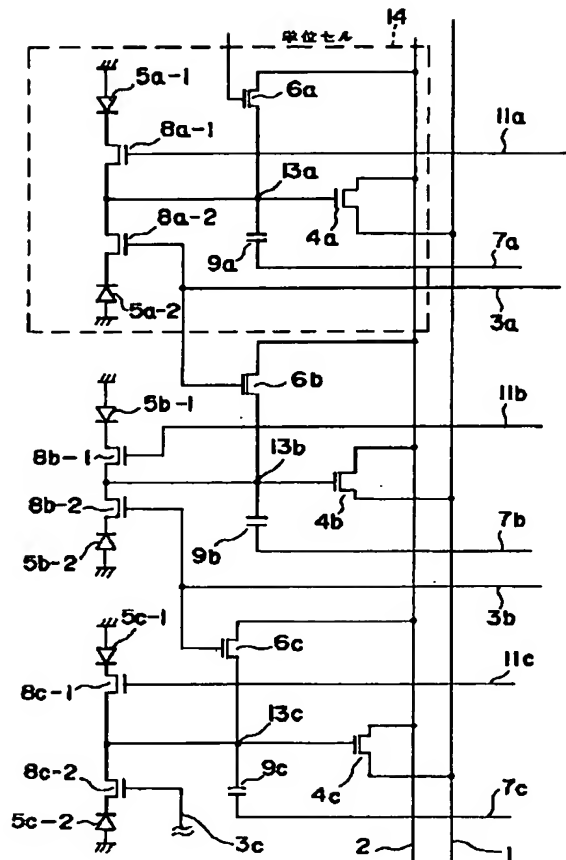 単位セル 14
5a-1
6a
8a-1
11a
13a
8a-2
4a
9a
7a
5a-2
3a
6b
5b-1
11b
8b-1
13b
8b-2
4b
9b
7b
5b-2
3b
5c-1
6c
8c-1
11c
13c
8c-2
9c
4c
7c
5c-2
3c
2
1